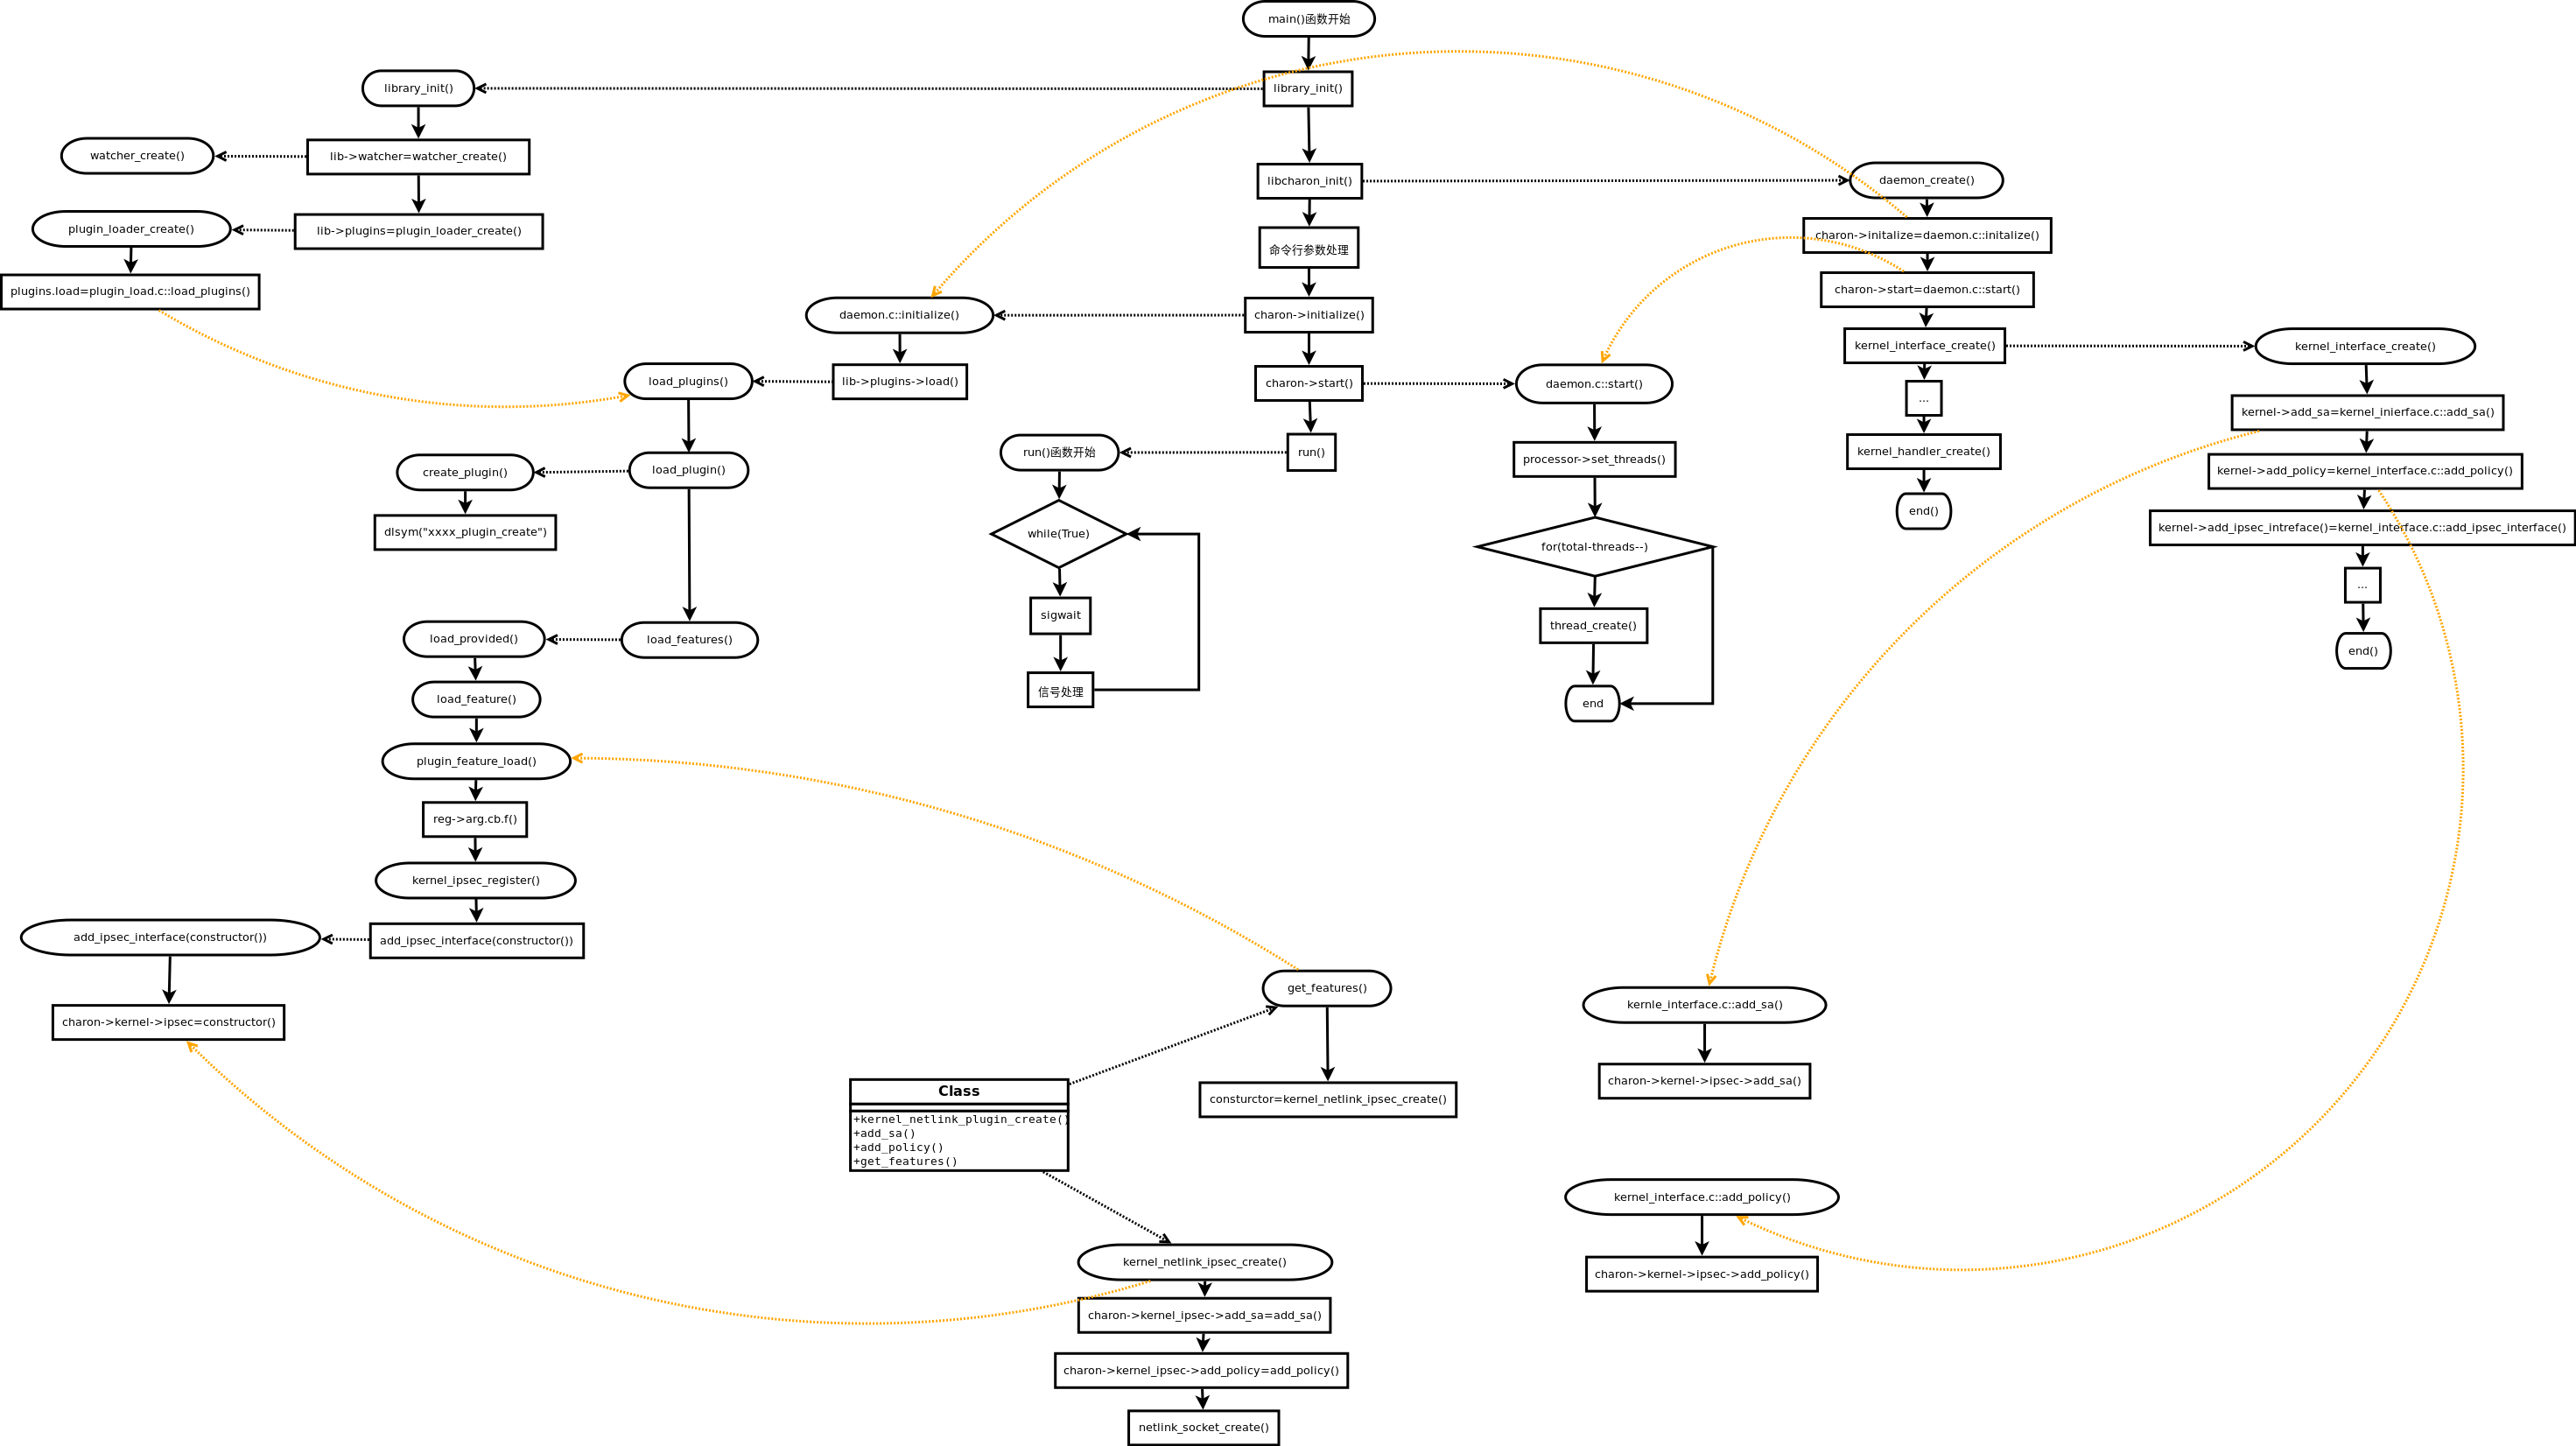 main()函数开始
library_init()
library_init()
watcher_create()
lib->watcher=watcher_create()
libcharon_init()
daemon_create()
plugin_loader_create()
lib->plugins=plugin_loader_create()
命令行参数处理
charon->initalize=daemon.c::initalize()
plugins.load=plugin_load.c::load_plugins()
charon->start=daemon.c::start()
daemon.c::initialize()
charon->initialize()
kernel_interface_create()
kernel_interface_create()
load_plugins()
lib->plugins->load()
charon->start()
daemon.c::start()
...
kernel->add_sa=kernel_inierface.c::add_sa()
run()函数开始
run()
kernel_handler_create()
create_plugin()
load_plugin()
processor->set_threads()
kernel->add_policy=kernel_interface.c::add_policy()
end()
dlsym("xxxx_plugin_create")
while(True)
for(total-threads--)
kernel->add_ipsec_intreface()=kernel_interface.c::add_ipsec_interface()
...
sigwait
thread_create()
load_provided()
load_features()
end()
信号处理
load_feature()
end
plugin_feature_load()
reg->arg.cb.f()
kernel_ipsec_register()
add_ipsec_interface(constructor())
add_ipsec_interface(constructor())
get_features()
kernle_interface.c::add_sa()
charon->kernel->ipsec=constructor()
charon->kernel->ipsec->add_sa()
Class
consturctor=kernel_netlink_ipsec_create()
+kernel_netlink_plugin_create()
+add_sa()
+add_policy()
+get_features()
kernel_interface.c::add_policy()
kernel_netlink_ipsec_create()
charon->kernel->ipsec->add_policy()
charon->kernel_ipsec->add_sa=add_sa()
charon->kernel_ipsec->add_policy=add_policy()
netlink_socket_create()